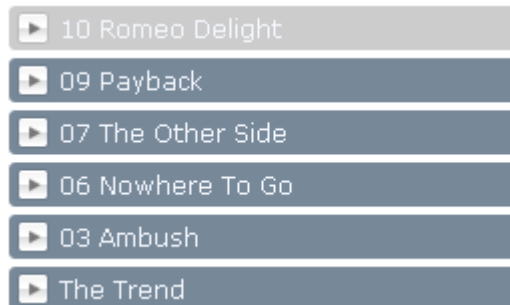 10 Romeo Delight
09 Payback
07 The Other Side
06 Nowhere To Go
03 Ambush
The Trend